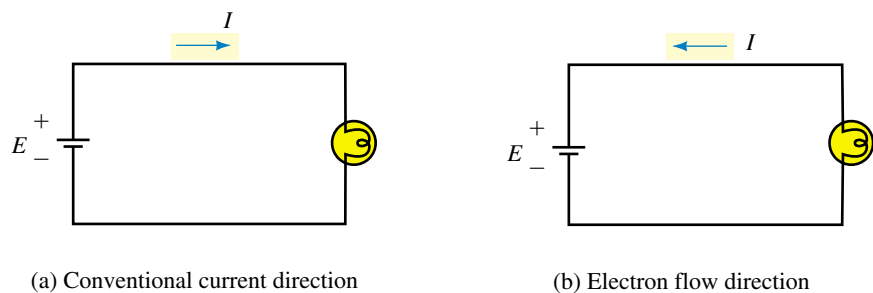 I
+
E
−
(a) Conventional current direction
I
+
E
−
(b) Electron flow direction